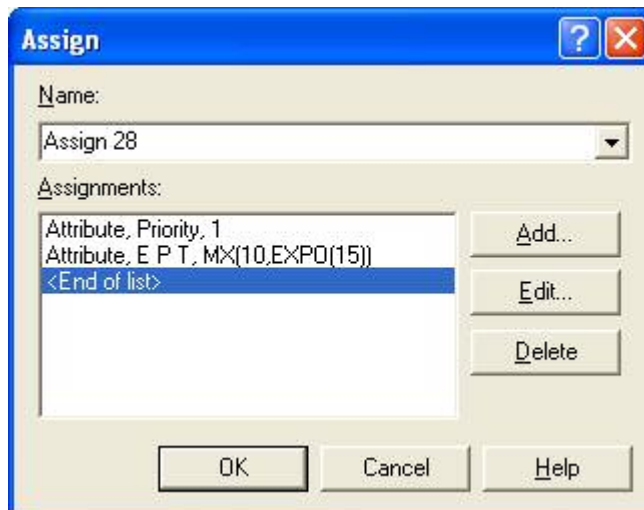 Assign
Name:
Assign 28
Assignments:
Attribute, Priority, 1
Attribute, E P T, MX(10,EXPO(15))
<End of list>
Add...
Edit...
Delete
OK Cancel Help